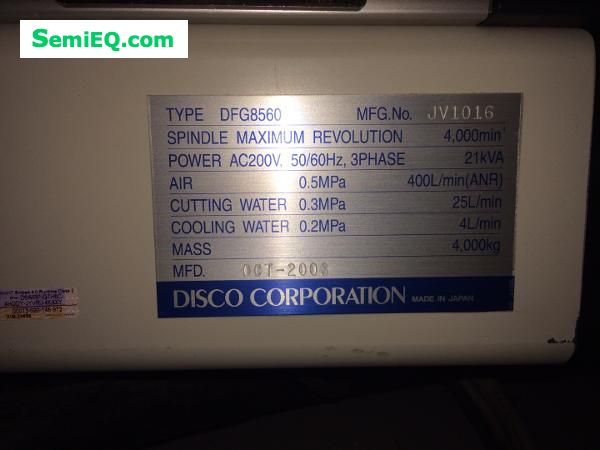 SemiEQ.com
TYPE DFG8560 MFG.No. JV1016
SPINDLE MAXIMUM REVOLUTION 4,000min⁻¹
POWER AC200V, 50/60Hz, 3PHASE 21kVA
AIR 0.5MPa 400L/min(ANR)
CUTTING WATER 0.3MPa 25L/min
COOLING WATER 0.2MPa 4L/min
MASS 4,000kg
MFD. OCT-2003
DISCO CORPORATION MADE IN JAPAN